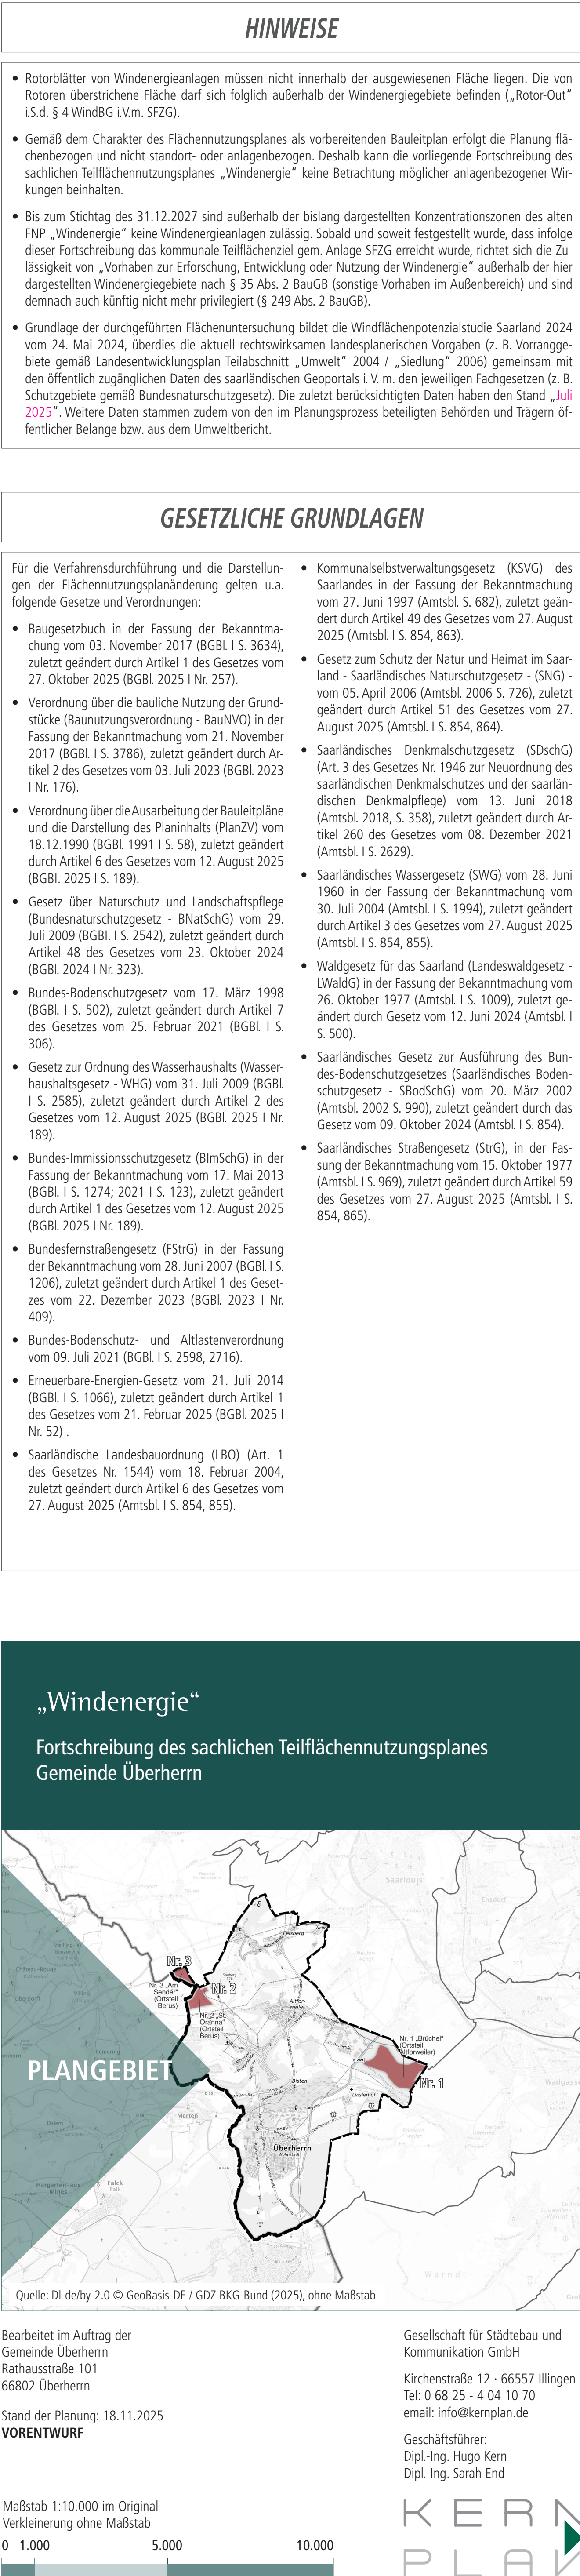 HINWEISE
• Rotorblätter von Windenergieanlagen müssen nicht innerhalb der ausgewiesenen Fläche liegen. Die von
Rotoren überstrichene Fläche darf sich folglich außerhalb der Windenergiegebiete befinden („Rotor-Out“
i.S.d. § 4 WindBG i.V.m. SFZG).
• Gemäß dem Charakter des Flächennutzungsplanes als vorbereitenden Bauleitplan erfolgt die Planung flä-
chenbezogen und nicht standort- oder anlagenbezogen. Deshalb kann die vorliegende Fortschreibung des
sachlichen Teilflächennutzungsplanes „Windenergie“ keine Betrachtung möglicher anlagenbezogener Wir-
kungen beinhalten.
• Bis zum Stichtag des 31.12.2027 sind außerhalb der bislang dargestellten Konzentrationszonen des alten
FNP „Windenergie“ keine Windenergieanlagen zulässig. Sobald und soweit festgestellt wurde, dass infolge
dieser Fortschreibung das kommunale Teilflächenziel gem. Anlage SFZG erreicht wurde, richtet sich die Zu-
lässigkeit von „Vorhaben zur Erforschung, Entwicklung oder Nutzung der Windenergie“ außerhalb der hier
dargestellten Windenergiegebiete nach § 35 Abs. 2 BauGB (sonstige Vorhaben im Außenbereich) und sind
demnach auch künftig nicht mehr privilegiert (§ 249 Abs. 2 BauGB).
• Grundlage der durchgeführten Flächenuntersuchung bildet die Windflächenpotenzialstudie Saarland 2024
vom 24. Mai 2024, überdies die aktuell rechtswirksamen landesplanerischen Vorgaben (z. B. Vorrangge-
biete gemäß Landesentwicklungsplan Teilabschnitt „Umwelt“ 2004 / „Siedlung“ 2006) gemeinsam mit
den öffentlich zugänglichen Daten des saarländischen Geoportals i. V. m. den jeweiligen Fachgesetzen (z. B.
Schutzgebiete gemäß Bundesnaturschutzgesetz). Die zuletzt berücksichtigten Daten haben den Stand „Juli
2025“. Weitere Daten stammen zudem von den im Planungsprozess beteiligten Behörden und Trägern öf-
fentlicher Belange bzw. aus dem Umweltbericht.
GESETZLICHE GRUNDLAGEN
Für die Verfahrensdurchführung und die Darstellun-
gen der Flächennutzungsplanänderung gelten u.a.
folgende Gesetze und Verordnungen:
• Baugesetzbuch in der Fassung der Bekanntma-
chung vom 03. November 2017 (BGBl. I S. 3634),
zuletzt geändert durch Artikel 1 des Gesetzes vom
27. Oktober 2025 (BGBl. 2025 I Nr. 257).
• Verordnung über die bauliche Nutzung der Grund-
stücke (Baunutzungsverordnung - BauNVO) in der
Fassung der Bekanntmachung vom 21. November
2017 (BGBl. I S. 3786), zuletzt geändert durch Ar-
tikel 2 des Gesetzes vom 03. Juli 2023 (BGBl. 2023
I Nr. 176).
• Verordnung über die Ausarbeitung der Bauleitpläne
und die Darstellung des Planinhalts (PlanZV) vom
18.12.1990 (BGBl. 1991 I S. 58), zuletzt geändert
durch Artikel 6 des Gesetzes vom 12. August 2025
(BGBl. 2025 I S. 189).
• Gesetz über Naturschutz und Landschaftspflege
(Bundesnaturschutzgesetz - BNatSchG) vom 29.
Juli 2009 (BGBl. I S. 2542), zuletzt geändert durch
Artikel 48 des Gesetzes vom 23. Oktober 2024
(BGBl. 2024 I Nr. 323).
• Bundes-Bodenschutzgesetz vom 17. März 1998
(BGBl. I S. 502), zuletzt geändert durch Artikel 7
des Gesetzes vom 25. Februar 2021 (BGBl. I S.
306).
• Gesetz zur Ordnung des Wasserhaushalts (Wasser-
haushaltsgesetz - WHG) vom 31. Juli 2009 (BGBl.
I S. 2585), zuletzt geändert durch Artikel 2 des
Gesetzes vom 12. August 2025 (BGBl. 2025 I Nr.
189).
• Bundes-Immissionsschutzgesetz (BImSchG) in der
Fassung der Bekanntmachung vom 17. Mai 2013
(BGBl. I S. 1274; 2021 I S. 123), zuletzt geändert
durch Artikel 1 des Gesetzes vom 12. August 2025
(BGBl. 2025 I Nr. 189).
• Bundesfernstraßengesetz (FStrG) in der Fassung
der Bekanntmachung vom 28. Juni 2007 (BGBl. I S.
1206), zuletzt geändert durch Artikel 1 des Geset-
zes vom 22. Dezember 2023 (BGBl. 2023 I Nr.
409).
• Bundes-Bodenschutz- und Altlastenverordnung
vom 09. Juli 2021 (BGBl. I S. 2598, 2716).
• Erneuerbare-Energien-Gesetz vom 21. Juli 2014
(BGBl. I S. 1066), zuletzt geändert durch Artikel 1
des Gesetzes vom 21. Februar 2025 (BGBl. 2025 I
Nr. 52) .
• Saarländische Landesbauordnung (LBO) (Art. 1
des Gesetzes Nr. 1544) vom 18. Februar 2004,
zuletzt geändert durch Artikel 6 des Gesetzes vom
27. August 2025 (Amtsbl. I S. 854, 855).
• Kommunalselbstverwaltungsgesetz (KSVG) des
Saarlandes in der Fassung der Bekanntmachung
vom 27. Juni 1997 (Amtsbl. S. 682), zuletzt geän-
dert durch Artikel 49 des Gesetzes vom 27. August
2025 (Amtsbl. I S. 854, 863).
• Gesetz zum Schutz der Natur und Heimat im Saar-
land - Saarländisches Naturschutzgesetz - (SNG) -
vom 05. April 2006 (Amtsbl. 2006 S. 726), zuletzt
geändert durch Artikel 51 des Gesetzes vom 27.
August 2025 (Amtsbl. I S. 854, 864).
• Saarländisches Denkmalschutzgesetz (SDschG)
(Art. 3 des Gesetzes Nr. 1946 zur Neuordnung des
saarländischen Denkmalschutzes und der saarlän-
dischen Denkmalpflege) vom 13. Juni 2018
(Amtsbl. 2018, S. 358), zuletzt geändert durch Ar-
tikel 260 des Gesetzes vom 08. Dezember 2021
(Amtsbl. I S. 2629).
• Saarländisches Wassergesetz (SWG) vom 28. Juni
1960 in der Fassung der Bekanntmachung vom
30. Juli 2004 (Amtsbl. I S. 1994), zuletzt geändert
durch Artikel 3 des Gesetzes vom 27. August 2025
(Amtsbl. I S. 854, 855).
• Waldgesetz für das Saarland (Landeswaldgesetz -
LWaldG) in der Fassung der Bekanntmachung vom
26. Oktober 1977 (Amtsbl. I S. 1009), zuletzt ge-
ändert durch Gesetz vom 12. Juni 2024 (Amtsbl. I
S. 500).
• Saarländisches Gesetz zur Ausführung des Bun-
des-Bodenschutzgesetzes (Saarländisches Boden-
schutzgesetz - SBodSchG) vom 20. März 2002
(Amtsbl. 2002 S. 990), zuletzt geändert durch das
Gesetz vom 09. Oktober 2024 (Amtsbl. I S. 854).
• Saarländisches Straßengesetz (StrG), in der Fas-
sung der Bekanntmachung vom 15. Oktober 1977
(Amtsbl. I S. 969), zuletzt geändert durch Artikel 59
des Gesetzes vom 27. August 2025 (Amtsbl. I S.
854, 865).
„Windenergie“
Fortschreibung des sachlichen Teilflächennutzungsplanes
Gemeinde Überherrn
Saarlouis
Ensdorf
Felsberg
Château-Rouge
Nr. 3
Nr. 3 „Am
Sender“
(Ortsteil
Berus)
Nr. 2
Nr. 2 „St.
Oranna“
(Ortsteil
Berus)
Altfor-
weiler
Nr. 1 „Brüchel“
(Ortsteil
Altforweiler)
Nr. 1
PLANGEBIET
Bisten
Linslerhof
Wadgassen
Merten
Dalem
Überherrn
Falck
Hargarten-aux-
Mines
Warndt
Quelle: Dl-de/by-2.0 © GeoBasis-DE / GDZ BKG-Bund (2025), ohne Maßstab
Bearbeitet im Auftrag der
Gemeinde Überherrn
Rathausstraße 101
66802 Überherrn
Stand der Planung: 18.11.2025
VORENTWURF
Gesellschaft für Städtebau und
Kommunikation GmbH
Kirchenstraße 12 · 66557 Illingen
Tel: 0 68 25 - 4 04 10 70
email: info@kernplan.de
Geschäftsführer:
Dipl.-Ing. Hugo Kern
Dipl.-Ing. Sarah End
Maßstab 1:10.000 im Original
Verkleinerung ohne Maßstab
0 1.000 5.000 10.000
KERN
PLAN